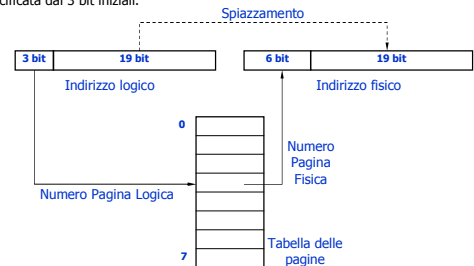 cificata dai 3 bit iniziali.
Spiazzamento
3 bit 19 bit 6 bit 19 bit
Indirizzo logico Indirizzo fisico
0
Numero
Pagina
Fisica
Numero Pagina Logica
7
Tabella delle
pagine